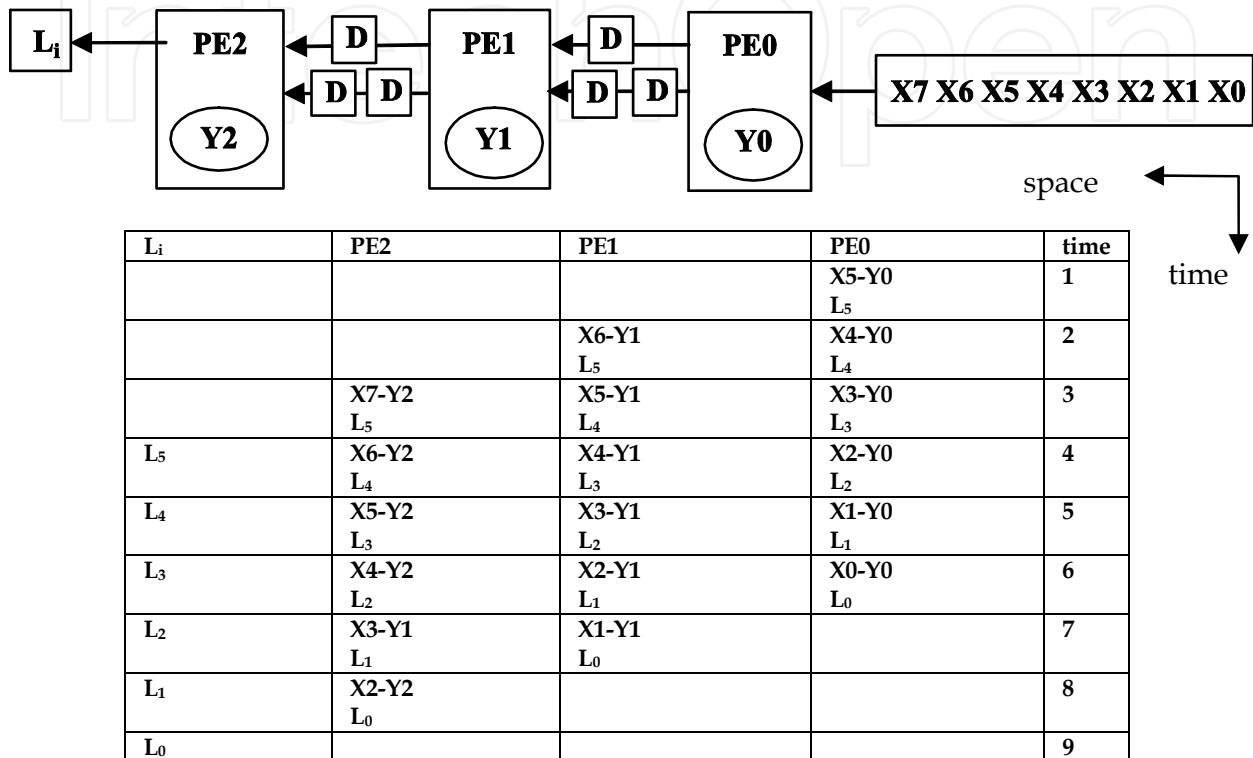 IntechOpen
Li PE2 D PE1 D PE0
D D D D X7 X6 X5 X4 X3 X2 X1 X0
Y2 Y1 Y0
space
time
Li PE2 PE1 PE0 time
X5-Y0 1
L5
X6-Y1 X4-Y0 2
L5 L4
X7-Y2 X5-Y1 X3-Y0 3
L5 L4 L3
L5 X6-Y2 X4-Y1 X2-Y0 4
L4 L3 L2
L4 X5-Y2 X3-Y1 X1-Y0 5
L3 L2 L1
L3 X4-Y2 X2-Y1 X0-Y0 6
L2 L1 L0
L2 X3-Y1 X1-Y1 7
L1 L0
L1 X2-Y2 8
L0
L0 9